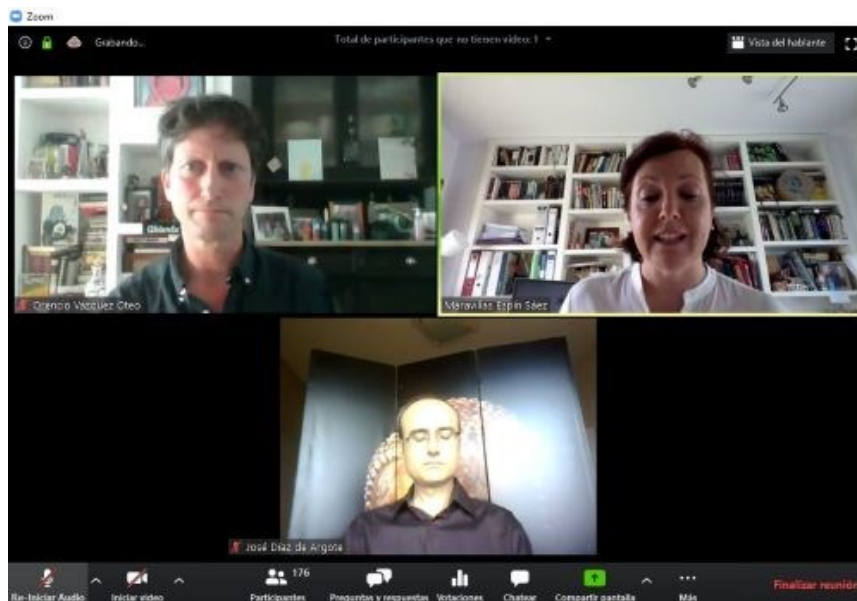 Zoom
Grabando...
Total de participantes que no tienen video: 1
Vista del hablante
Orencio Vázquez Oteo
Maravillas Espín Sáez
José Díaz de Argote
Re-Iniciar Audio
Iniciar video
176
Participantes
Preguntas y respuestas
Votaciones
Chatear
Compartir pantalla
Más
Finalizar reunión